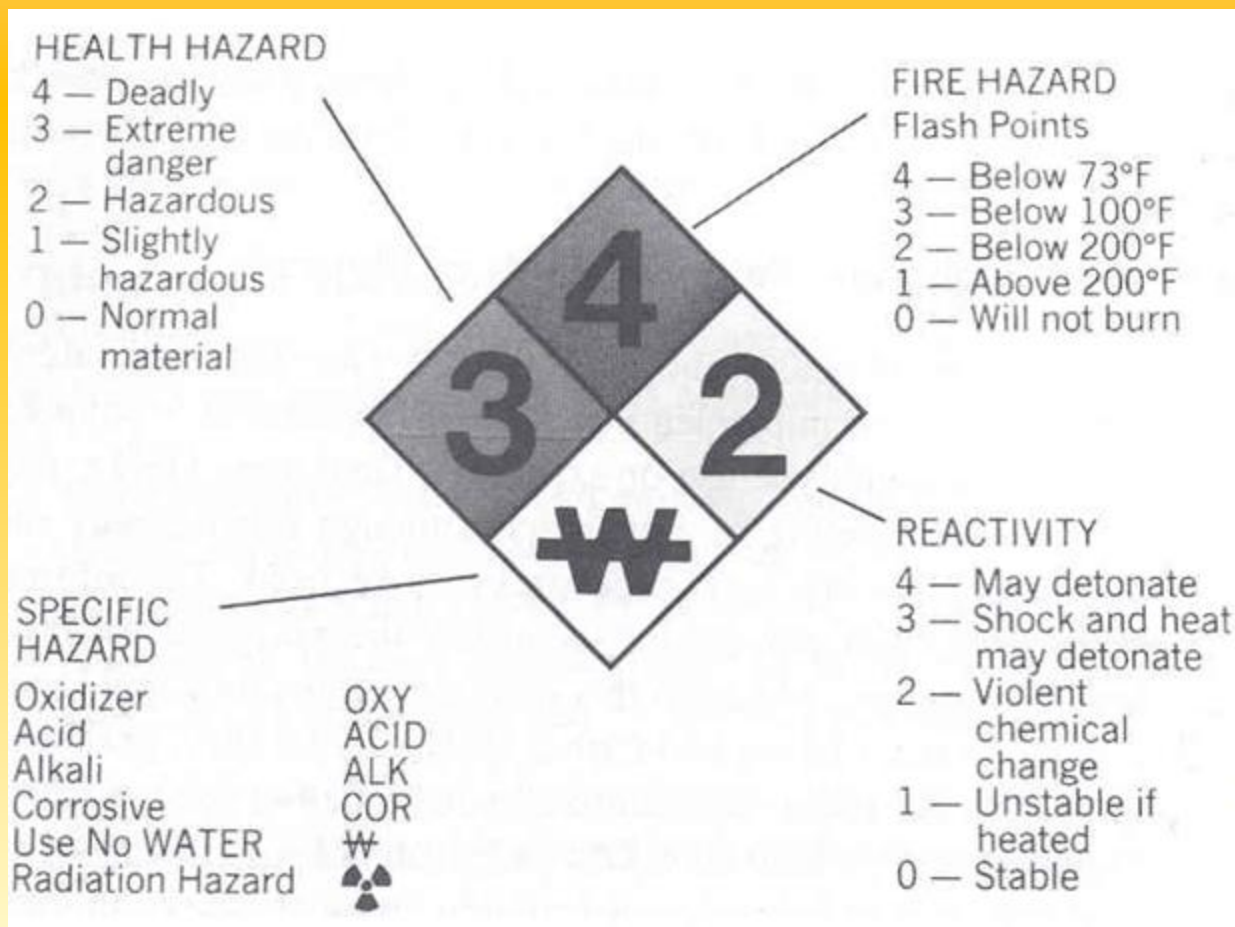 HEALTH HAZARD
4 — Deadly
3 — Extreme
danger
2 — Hazardous
1 — Slightly
hazardous
0 — Normal
material
FIRE HAZARD
Flash Points
4 — Below 73°F
3 — Below 100°F
2 — Below 200°F
1 — Above 200°F
0 — Will not burn
4
3
2
W
REACTIVITY
4 — May detonate
3 — Shock and heat
may detonate
2 — Violent
chemical
change
1 — Unstable if
heated
0 — Stable
SPECIFIC
HAZARD
Oxidizer OXY
Acid ACID
Alkali ALK
Corrosive COR
Use No WATER W
Radiation Hazard ☢